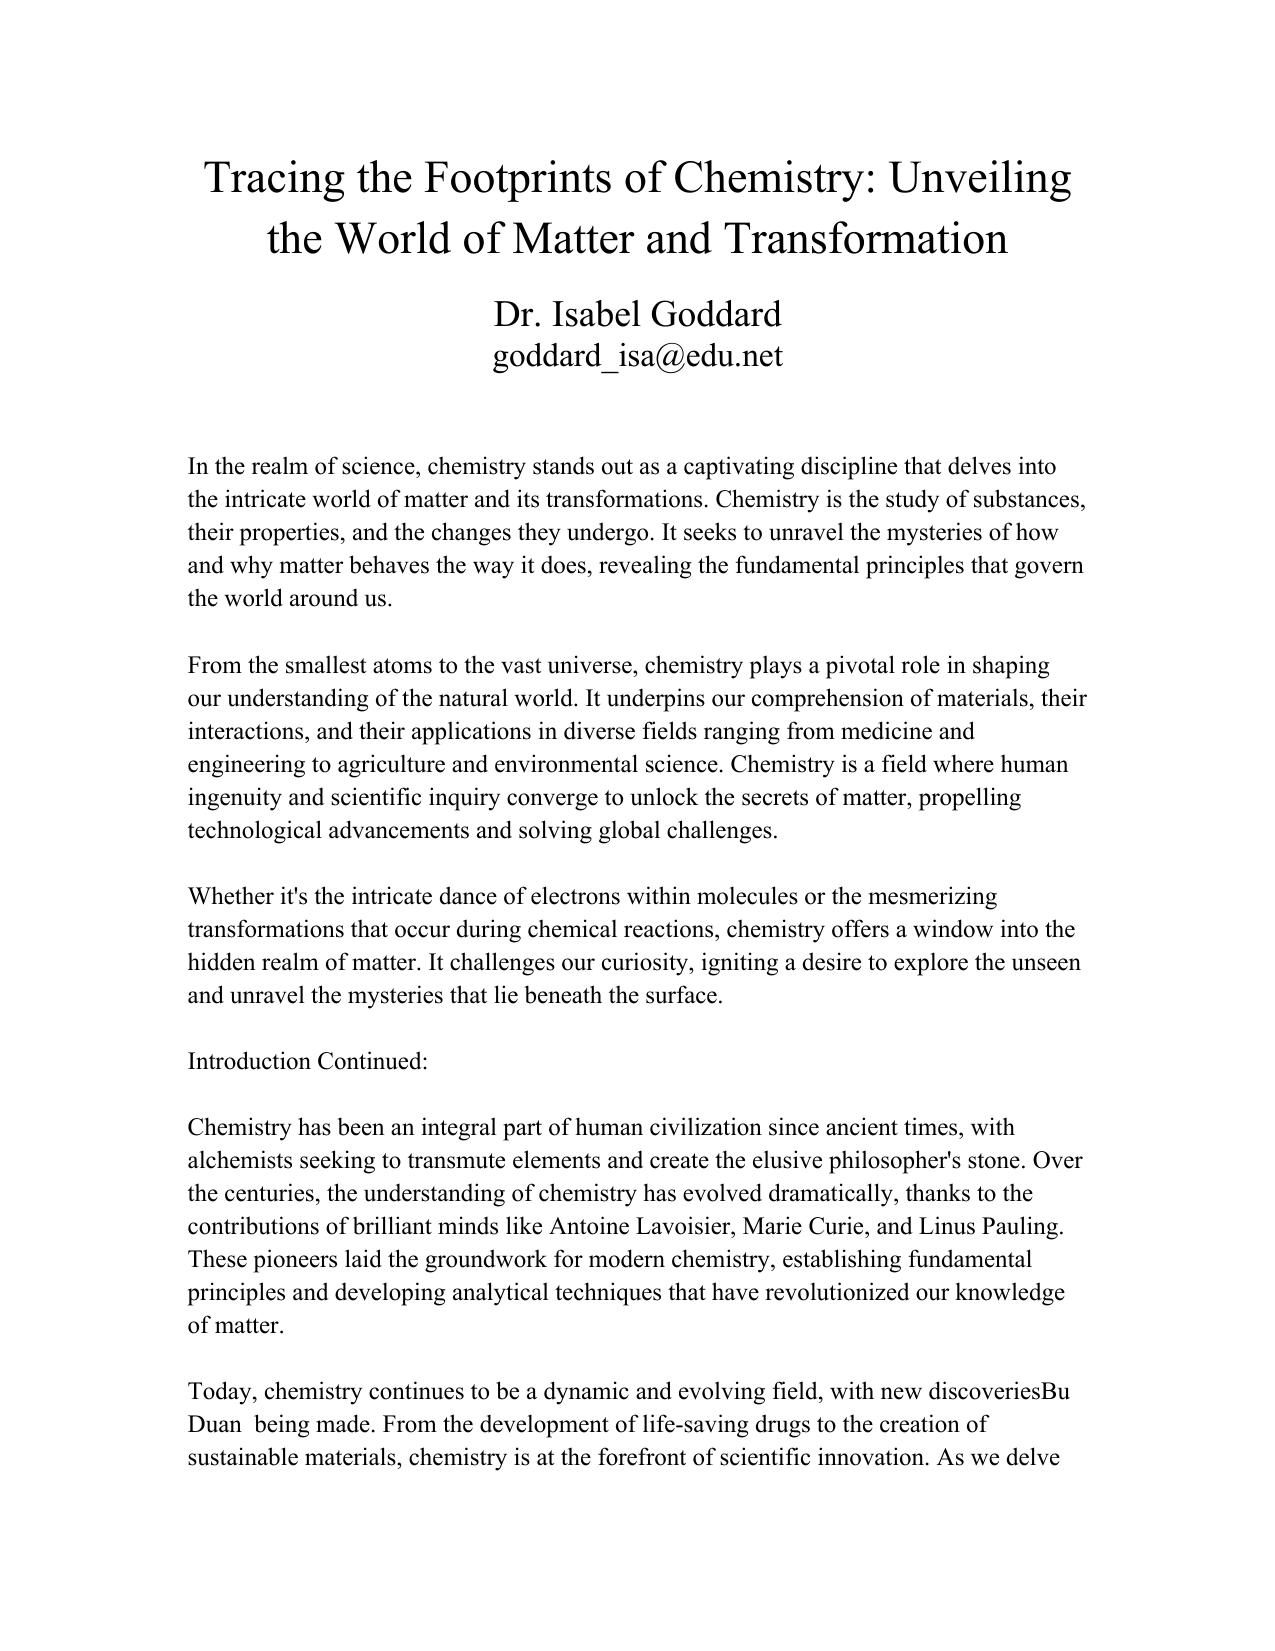 Tracing the Footprints of Chemistry: Unveiling
the World of Matter and Transformation
Dr. Isabel Goddard
goddard_isa@edu.net
In the realm of science, chemistry stands out as a captivating discipline that delves into
the intricate world of matter and its transformations. Chemistry is the study of substances,
their properties, and the changes they undergo. It seeks to unravel the mysteries of how
and why matter behaves the way it does, revealing the fundamental principles that govern
the world around us.
From the smallest atoms to the vast universe, chemistry plays a pivotal role in shaping
our understanding of the natural world. It underpins our comprehension of materials, their
interactions, and their applications in diverse fields ranging from medicine and
engineering to agriculture and environmental science. Chemistry is a field where human
ingenuity and scientific inquiry converge to unlock the secrets of matter, propelling
technological advancements and solving global challenges.
Whether it's the intricate dance of electrons within molecules or the mesmerizing
transformations that occur during chemical reactions, chemistry offers a window into the
hidden realm of matter. It challenges our curiosity, igniting a desire to explore the unseen
and unravel the mysteries that lie beneath the surface.
Introduction Continued:
Chemistry has been an integral part of human civilization since ancient times, with
alchemists seeking to transmute elements and create the elusive philosopher's stone. Over
the centuries, the understanding of chemistry has evolved dramatically, thanks to the
contributions of brilliant minds like Antoine Lavoisier, Marie Curie, and Linus Pauling.
These pioneers laid the groundwork for modern chemistry, establishing fundamental
principles and developing analytical techniques that have revolutionized our knowledge
of matter.
Today, chemistry continues to be a dynamic and evolving field, with new discoveriesBu
Duan  being made. From the development of life-saving drugs to the creation of
sustainable materials, chemistry is at the forefront of scientific innovation. As we delve